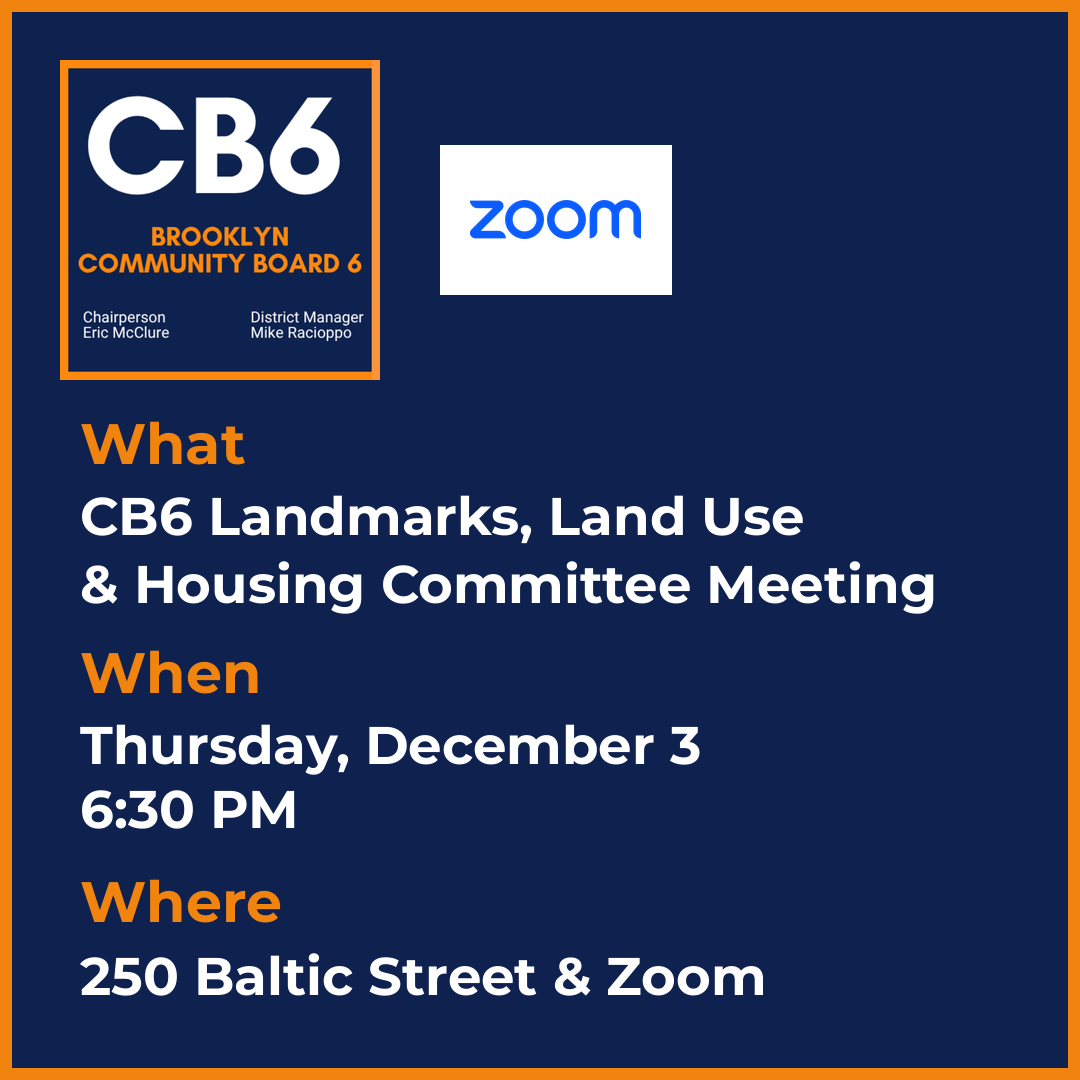 CB6
BROOKLYN
COMMUNITY BOARD 6
Chairperson
Eric McClure
District Manager
Mike Racioppo
zoom
What
CB6 Landmarks, Land Use
& Housing Committee Meeting
When
Thursday, December 3
6:30 PM
Where
250 Baltic Street & Zoom